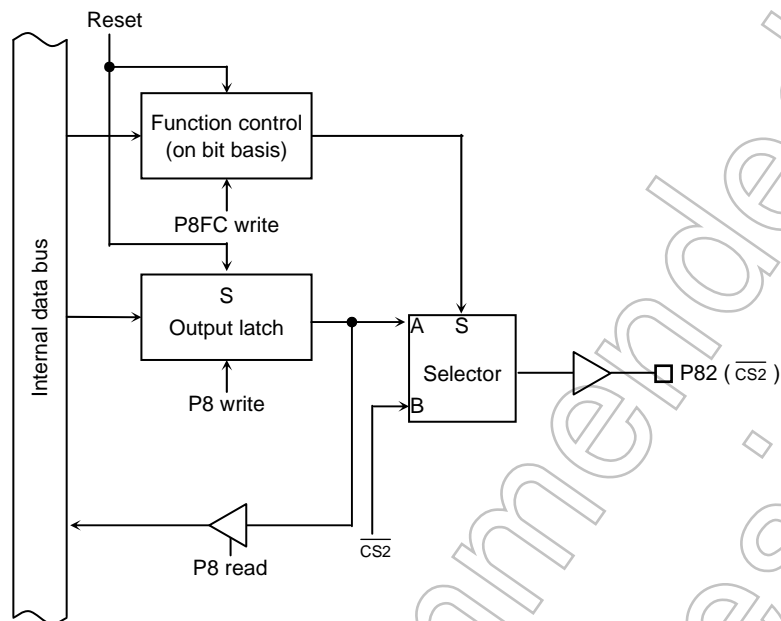 Reset
Internal data bus
Function control
(on bit basis)
P8FC write
S
Output latch
P8 write
A S
Selector
B
P82 ( CS2 )
CS2
P8 read